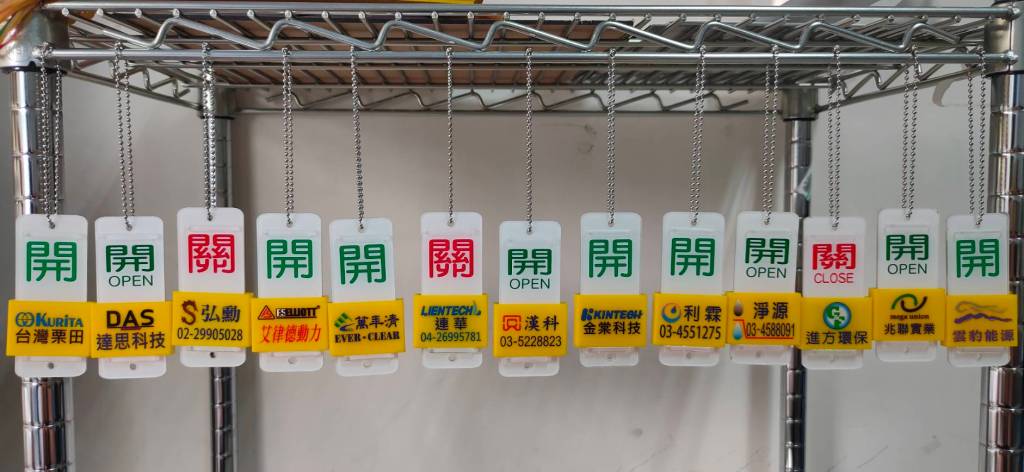 開
KURITA
台灣栗田
開
OPEN
DAS
達思科技
關
弘勳
02-29905028
開
ELLIOTT
艾律德動力
開
萬年清
EVER-CLEAR
關
LIENTECH
連華
04-26995781
開
OPEN
漢科
03-5228823
開
KINTECH
金棠科技
開
利霖
03-4551275
開
OPEN
淨源
03-4588091
關
CLOSE
進方環保
開
OPEN
mega union
兆聯實業
開
雲豹能源